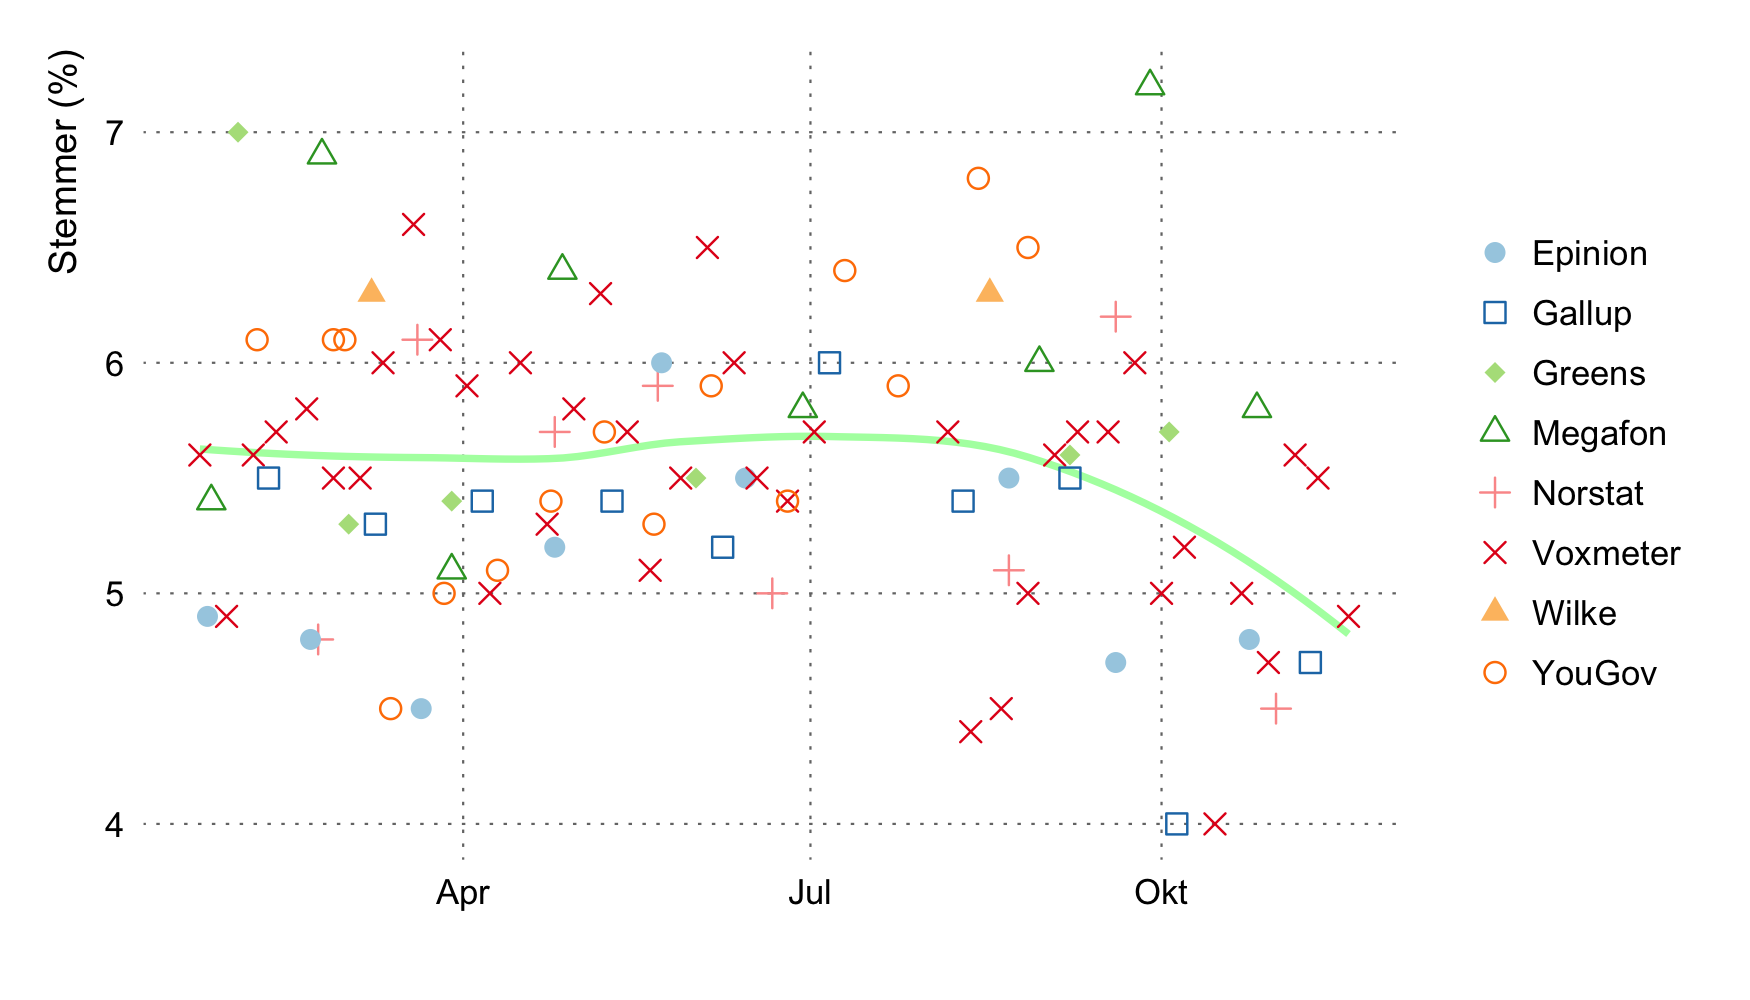 Stemmer (%)
7
6
5
4
Apr
Jul
Okt
Epinion
Gallup
Greens
Megafon
Norstat
Voxmeter
Wilke
YouGov